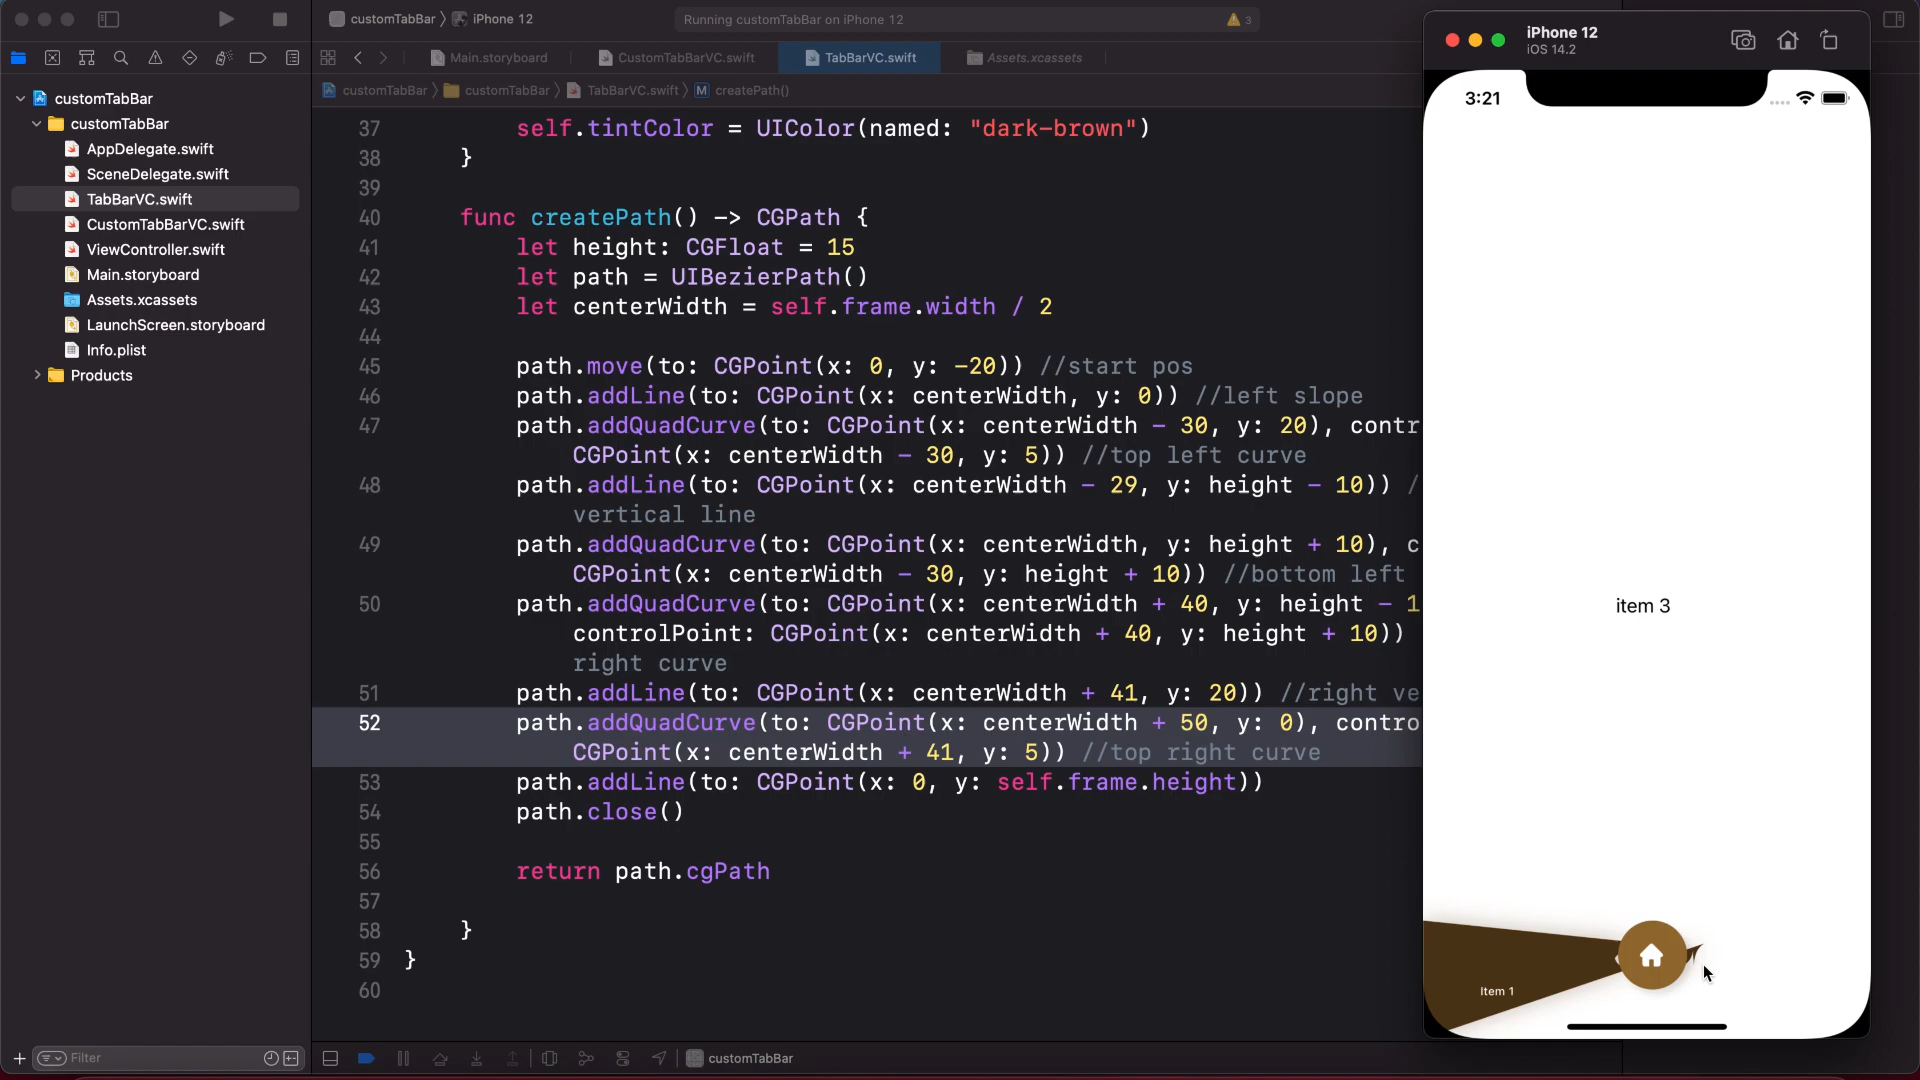 customTabBar
iPhone 12
Running customTabBar on iPhone 12
3
Main.storyboard
CustomTabBarVC.swift
TabBarVC.swift
Assets.xcassets
customTabBar
customTabBar
TabBarVC.swift
M
createPath()
customTabBar
customTabBar
AppDelegate.swift
SceneDelegate.swift
TabBarVC.swift
CustomTabBarVC.swift
ViewController.swift
Main.storyboard
Assets.xcassets
LaunchScreen.storyboard
Info.plist
Products
Filter
37 self.tintColor = UIColor(named: "dark-brown")
38 }
39
40 func createPath() -> CGPath {
41 let height: CGFloat = 15
42 let path = UIBezierPath()
43 let centerWidth = self.frame.width / 2
44
45 path.move(to: CGPoint(x: 0, y: -20)) //start pos
46 path.addLine(to: CGPoint(x: centerWidth, y: 0)) //left slope
47 path.addQuadCurve(to: CGPoint(x: centerWidth - 30, y: 20), contr
CGPoint(x: centerWidth - 30, y: 5)) //top left curve
48 path.addLine(to: CGPoint(x: centerWidth - 29, y: height - 10)) /
vertical line
49 path.addQuadCurve(to: CGPoint(x: centerWidth, y: height + 10), c
CGPoint(x: centerWidth - 30, y: height + 10)) //bottom left
50 path.addQuadCurve(to: CGPoint(x: centerWidth + 40, y: height - 1
controlPoint: CGPoint(x: centerWidth + 40, y: height + 10))
right curve
51 path.addLine(to: CGPoint(x: centerWidth + 41, y: 20)) //right ve
52 path.addQuadCurve(to: CGPoint(x: centerWidth + 50, y: 0), contro
CGPoint(x: centerWidth + 41, y: 5)) //top right curve
53 path.addLine(to: CGPoint(x: 0, y: self.frame.height))
54 path.close()
55
56 return path.cgPath
57
58 }
59 }
60
customTabBar
iPhone 12
iOS 14.2
3:21
item 3
Item 1